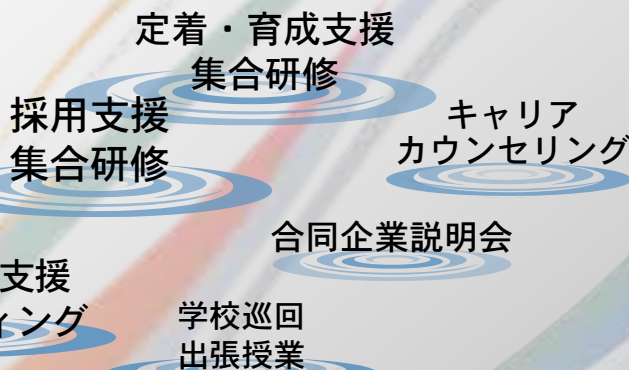 定着・育成支援
集合研修
採用支援
集合研修
キャリア
カウンセリング
合同企業説明会
支援
ィング
学校巡回
出張授業